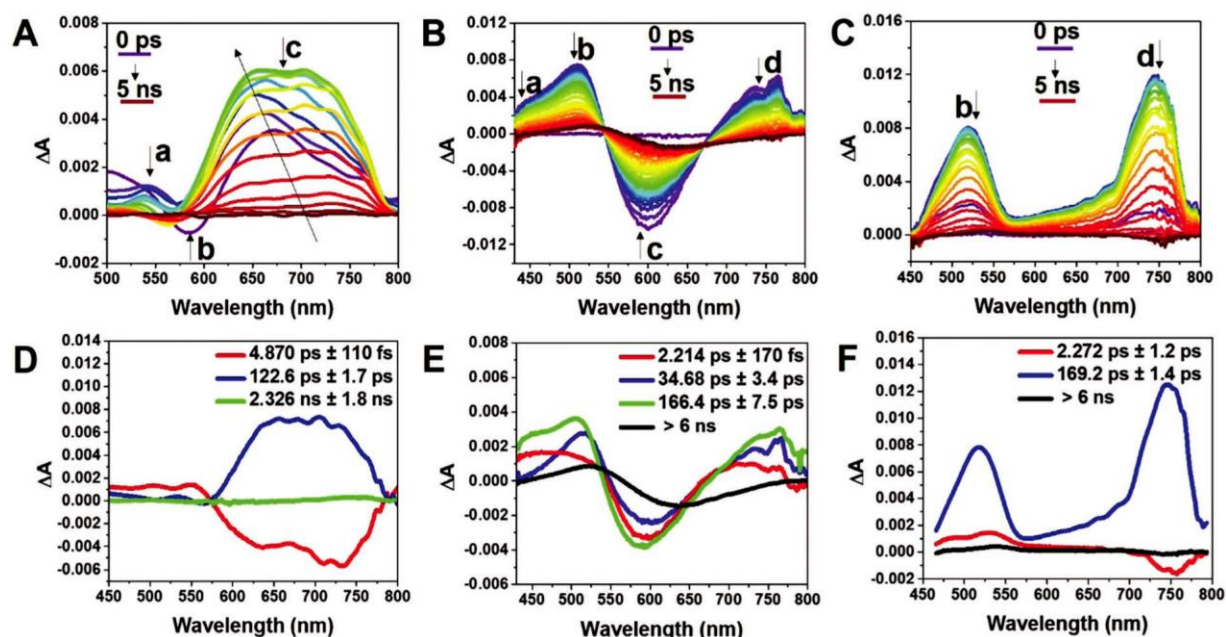 A
0 ps
5 ns
a
b
c
ΔA
0.008
0.006
0.004
0.002
0.000
-0.002
500 550 600 650 700 750 800
Wavelength (nm)
B
0 ps
5 ns
a
b
c
d
ΔA
0.012
0.008
0.004
0.000
-0.004
-0.008
-0.012
450 500 550 600 650 700 750 800
Wavelength (nm)
C
0 ps
5 ns
b
d
ΔA
0.016
0.012
0.008
0.004
0.000
450 500 550 600 650 700 750 800
Wavelength (nm)
D
4.870 ps ± 110 fs
122.6 ps ± 1.7 ps
2.326 ns ± 1.8 ns
ΔA
0.014
0.012
0.010
0.008
0.006
0.004
0.002
0.000
-0.002
-0.004
-0.006
450 500 550 600 650 700 750 800
Wavelength (nm)
E
2.214 ps ± 170 fs
34.68 ps ± 3.4 ps
166.4 ps ± 7.5 ps
> 6 ns
ΔA
0.008
0.006
0.004
0.002
0.000
-0.002
-0.004
-0.006
450 500 550 600 650 700 750 800
Wavelength (nm)
F
2.272 ps ± 1.2 ps
169.2 ps ± 1.4 ps
> 6 ns
ΔA
0.016
0.014
0.012
0.010
0.008
0.006
0.004
0.002
0.000
-0.002
450 500 550 600 650 700 750 800
Wavelength (nm)